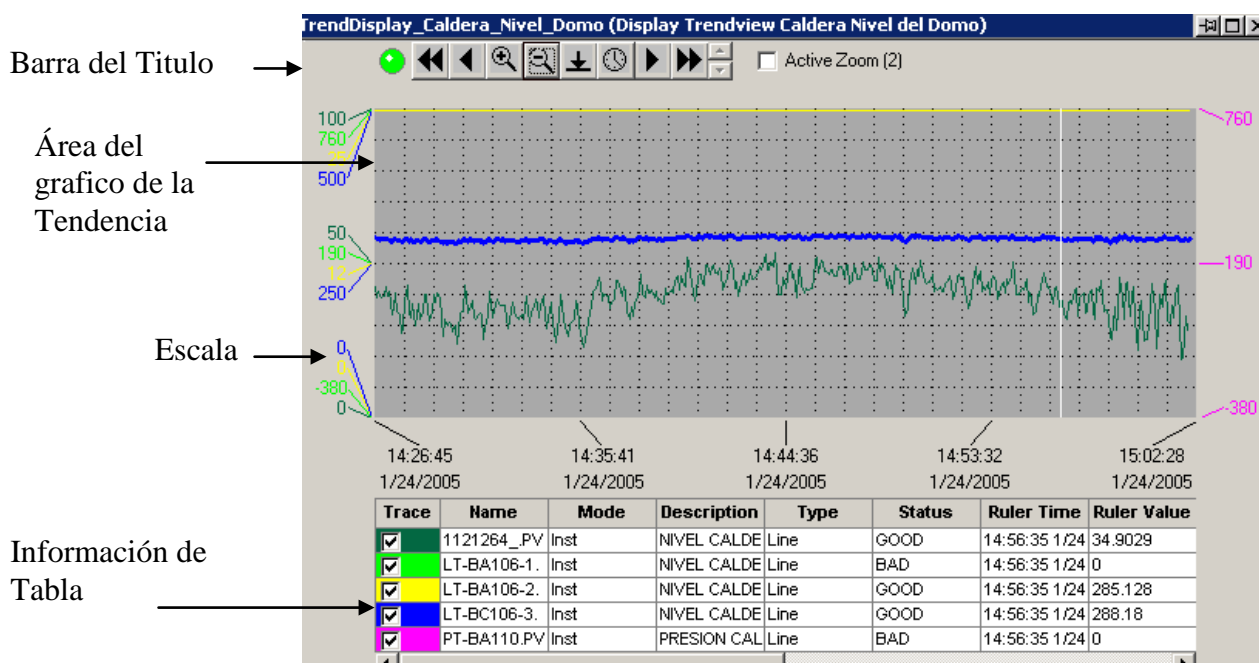 TrendDisplay_Caldera_Nivel_Domo (Display Trendview Caldera Nivel del Domo)
Barra del Titulo
Active Zoom (2)
Área del
grafico de la
Tendencia
100
760
25
500
760
50
190
12
250
190
Escala
0
0
-380
0
-380
14:26:45 14:35:41 14:44:36 14:53:32 15:02:28
1/24/2005 1/24/2005 1/24/2005 1/24/2005 1/24/2005
Trace Name Mode Description Type Status Ruler Time Ruler Value
1121264_.PV Inst NIVEL CALDE Line GOOD 14:56:35 1/24 34.9029
LT-BA106-1. Inst NIVEL CALDE Line BAD 14:56:35 1/24 0
LT-BA106-2. Inst NIVEL CALDE Line GOOD 14:56:35 1/24 285.128
LT-BC106-3. Inst NIVEL CALDE Line GOOD 14:56:35 1/24 288.18
PT-BA110.PV Inst PRESION CAL Line BAD 14:56:35 1/24 0
Información de
Tabla